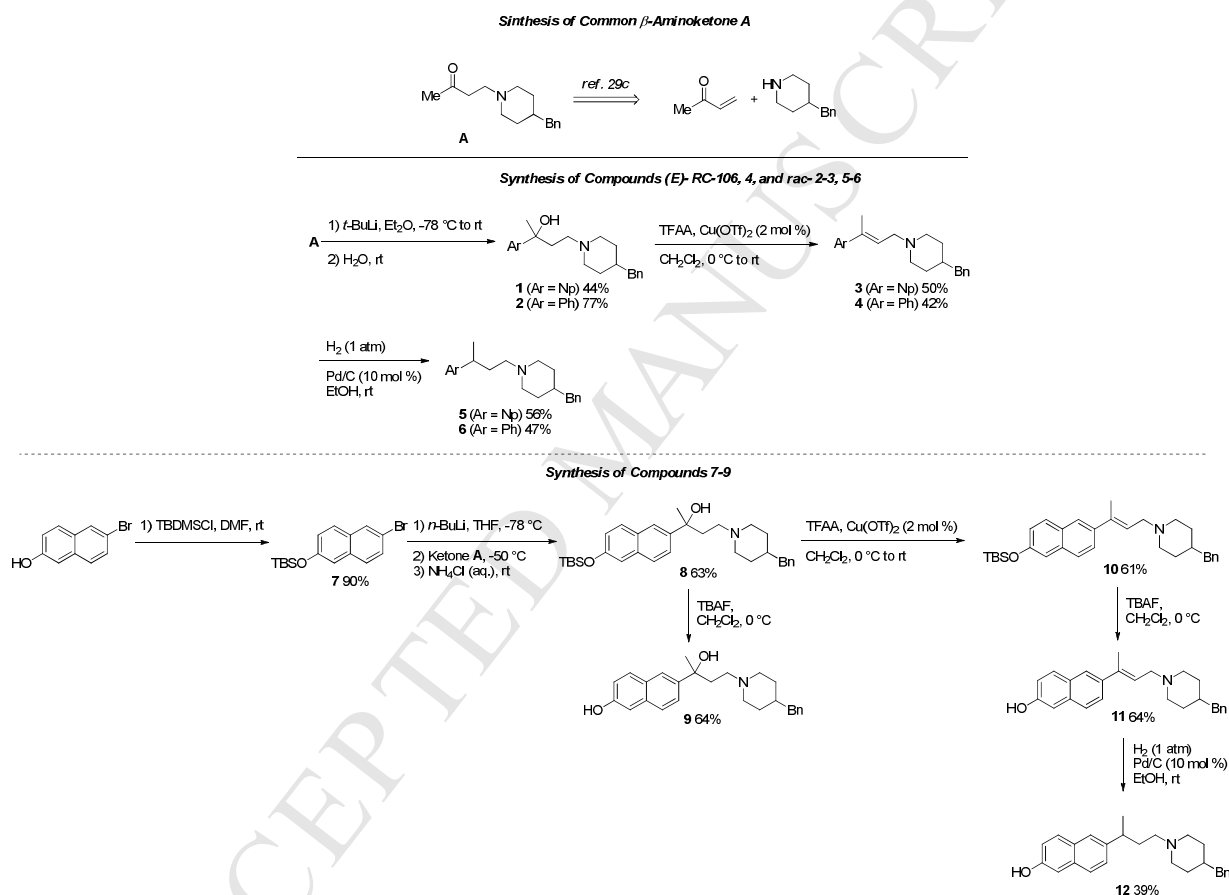 Sinthesis of Common β-Aminoketone A
O
Me
N
Bn
A
ref. 29c
O
Me
+
HN
Bn
Synthesis of Compounds (E)- RC-106, 4, and rac- 2-3, 5-6
A
1) t-BuLi, Et2O, -78 °C to rt
2) H2O, rt
OH
Ar
N
Bn
1 (Ar = Np) 44%
2 (Ar = Ph) 77%
TFAA, Cu(OTf)2 (2 mol %)
CH2Cl2, 0 °C to rt
Ar
N
Bn
3 (Ar = Np) 50%
4 (Ar = Ph) 42%
H2 (1 atm)
Pd/C (10 mol %)
EtOH, rt
Ar
N
Bn
5 (Ar = Np) 56%
6 (Ar = Ph) 47%
Synthesis of Compounds 7-9
Br
HO
1) TBDMSCl, DMF, rt
Br
TBSO
7 90%
1) n-BuLi, THF, -78 °C
2) Ketone A, -50 °C
3) NH4Cl (aq.), rt
OH
N
TBSO
Bn
8 63%
TFAA, Cu(OTf)2 (2 mol %)
CH2Cl2, 0 °C to rt
N
TBSO
Bn
10 61%
TBAF,
CH2Cl2, 0 °C
OH
N
HO
Bn
9 64%
TBAF,
CH2Cl2, 0 °C
N
HO
Bn
11 64%
H2 (1 atm)
Pd/C (10 mol %)
EtOH, rt
N
HO
Bn
12 39%
CEPTED MANUSCRI